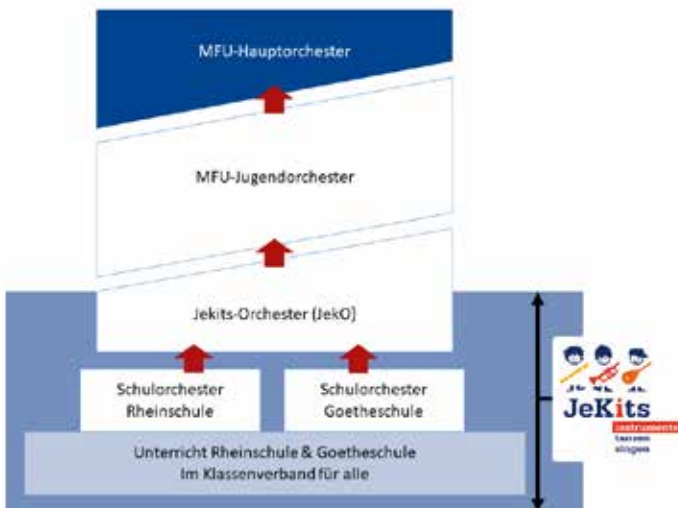 MFU-Hauptorchester
MFU-Jugendorchester
Jekits-Orchester (JekO)
Schulorchester
Rheinschule
Schulorchester
Goetheschule
Unterricht Rheinschule & Goetheschule
Im Klassenverband für alle
JeKits
instrumente
tanzen
singen